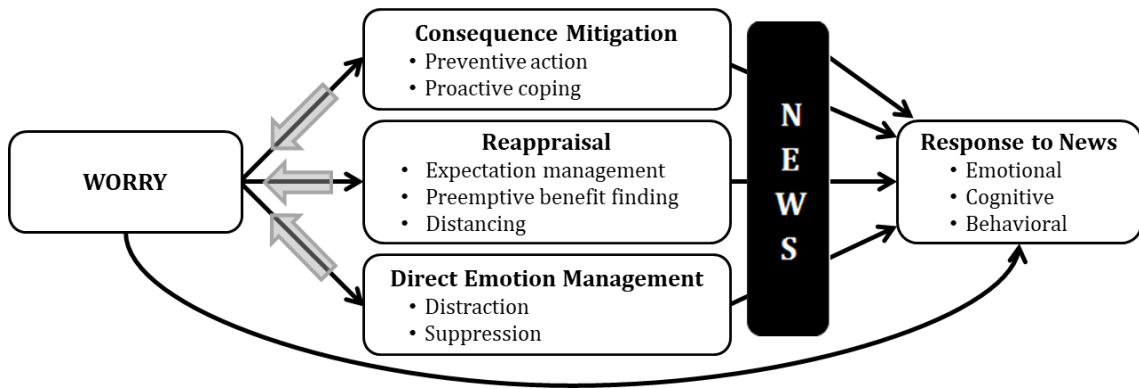 WORRY
Consequence Mitigation
• Preventive action
• Proactive coping
Reappraisal
• Expectation management
• Preemptive benefit finding
• Distancing
Direct Emotion Management
• Distraction
• Suppression
N
E
W
S
Response to News
• Emotional
• Cognitive
• Behavioral